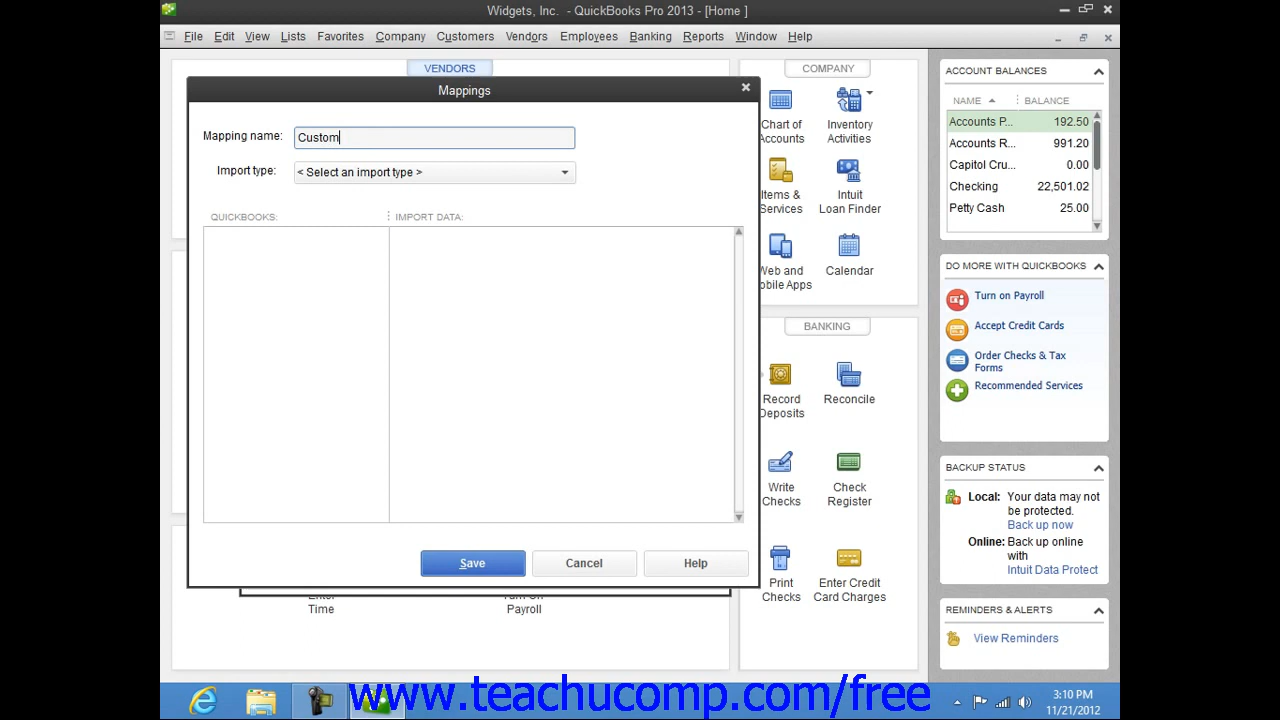 Widgets, Inc. - QuickBooks Pro 2013 - [Home ]
File Edit View Lists Favorites Company Customers Vendors Employees Banking Reports Window Help
VENDORS
Mappings
Mapping name: Custom
Import type: < Select an import type >
QUICKBOOKS: IMPORT DATA:
Save Cancel Help
Enter
Time
Turn On
Payroll
COMPANY
Chart of
Accounts
Inventory
Activities
Items &
Services
Intuit
Loan Finder
Web and
obile Apps
Calendar
BANKING
Record
Deposits
Reconcile
Write
Checks
Check
Register
Print
Checks
Enter Credit
Card Charges
ACCOUNT BALANCES
NAME BALANCE
Accounts P... 192.50
Accounts R... 991.20
Capitol Cru... 0.00
Checking 22,501.02
Petty Cash 25.00
DO MORE WITH QUICKBOOKS
Turn on Payroll
Accept Credit Cards
Order Checks & Tax
Forms
Recommended Services
BACKUP STATUS
Local: Your data may not
be protected.
Back up now
Online: Back up online
with
Intuit Data Protect
REMINDERS & ALERTS
View Reminders
www.teachucomp.com/free
3:10 PM
11/21/2012